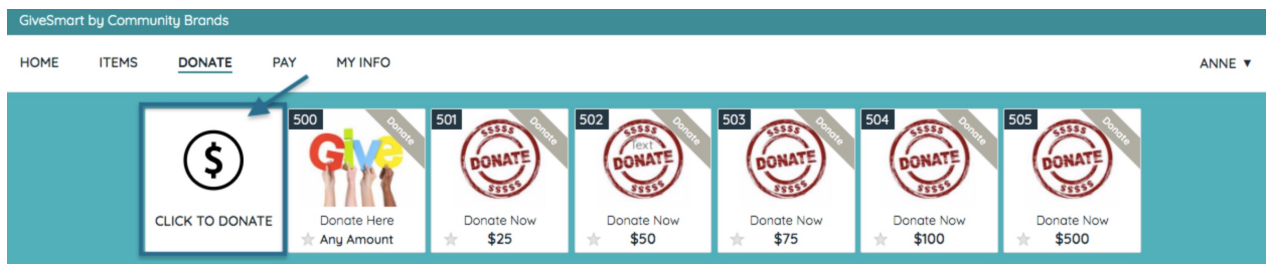 GiveSmart by Community Brands
HOME ITEMS DONATE PAY MY INFO ANNE ▼
$
CLICK TO DONATE
500
Donate
Give
Donate Here
Any Amount
501
Donate
$$$$$
DONATE
$$$$$
Donate Now
$25
502
Donate
$$$$$
Text
DONATE
$$$$$
Donate Now
$50
503
Donate
$$$$$
DONATE
$$$$$
Donate Now
$75
504
Donate
$$$$$
DONATE
$$$$$
Donate Now
$100
505
Donate
$$$$$
DONATE
$$$$$
Donate Now
$500